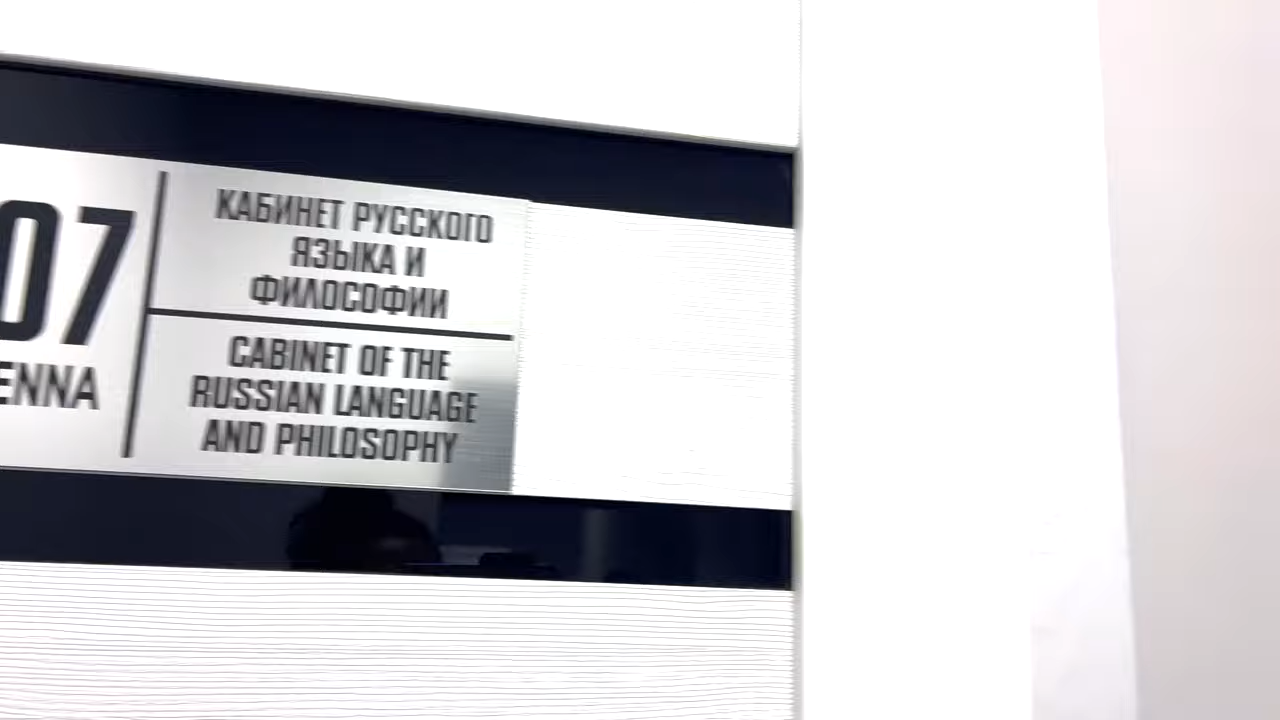 07
ENNA
КАБИНЕТ РУССКОГО
ЯЗЫКА И
ФИЛОСОФИИ
CABINET OF THE
RUSSIAN LANGUAGE
AND PHILOSOPHY